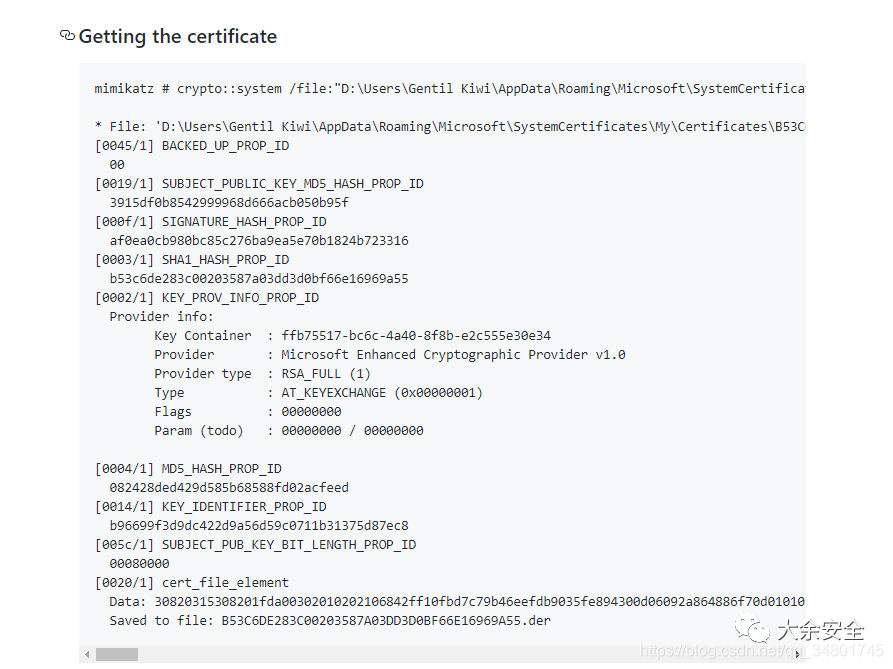 Getting the certificate
mimikatz # crypto::system /file:"D:\Users\Gentil Kiwi\AppData\Roaming\Microsoft\SystemCertifica
* File: 'D:\Users\Gentil Kiwi\AppData\Roaming\Microsoft\SystemCertificates\My\Certificates\B53C
[0045/1] BACKED_UP_PROP_ID
00
[0019/1] SUBJECT_PUBLIC_KEY_MD5_HASH_PROP_ID
3915df0b8542999968d666acb050b95f
[000f/1] SIGNATURE_HASH_PROP_ID
af0ea0cb980bc85c276ba9ea5e70b1824b723316
[0003/1] SHA1_HASH_PROP_ID
b53c6de283c00203587a03dd3d0bf66e16969a55
[0002/1] KEY_PROV_INFO_PROP_ID
Provider info:
Key Container : ffb75517-bc6c-4a40-8f8b-e2c555e30e34
Provider : Microsoft Enhanced Cryptographic Provider v1.0
Provider type : RSA_FULL (1)
Type : AT_KEYEXCHANGE (0x00000001)
Flags : 00000000
Param (todo) : 00000000 / 00000000
[0004/1] MD5_HASH_PROP_ID
082428ded429d585b68588fd02acfeed
[0014/1] KEY_IDENTIFIER_PROP_ID
b96699f3d9dc422d9a56d59c0711b31375d87ec8
[005c/1] SUBJECT_PUB_KEY_BIT_LENGTH_PROP_ID
00080000
[0020/1] cert_file_element
Data: 30820315308201fda00302010202106842ff10fbd7c79b46eefdb9035fe894300d06092a864886f70d01010
Saved to file: B53C6DE283C00203587A03DD3D0BF66E16969A55.der
大余安全
https://blog.csdn.net/qq_34801745